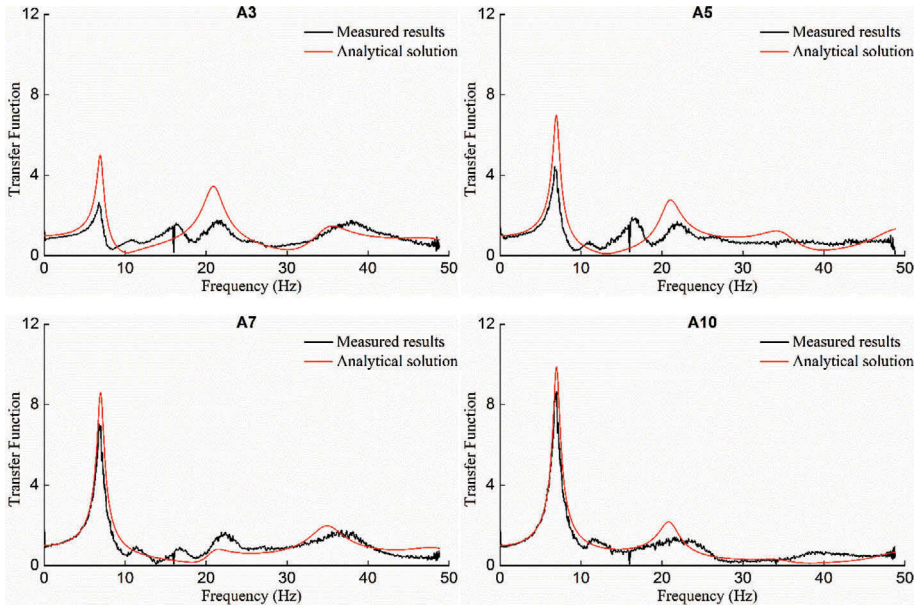 A3
12
8
4
0
Transfer Function
Measured results
Analytical solution
0 10 20 30 40 50
Frequency (Hz)
A5
12
8
4
0
Transfer Function
Measured results
Analytical solution
0 10 20 30 40 50
Frequency (Hz)
A7
12
8
4
0
Transfer Function
Measured results
Analytical solution
0 10 20 30 40 50
Frequency (Hz)
A10
12
8
4
0
Transfer Function
Measured results
Analytical solution
0 10 20 30 40 50
Frequency (Hz)